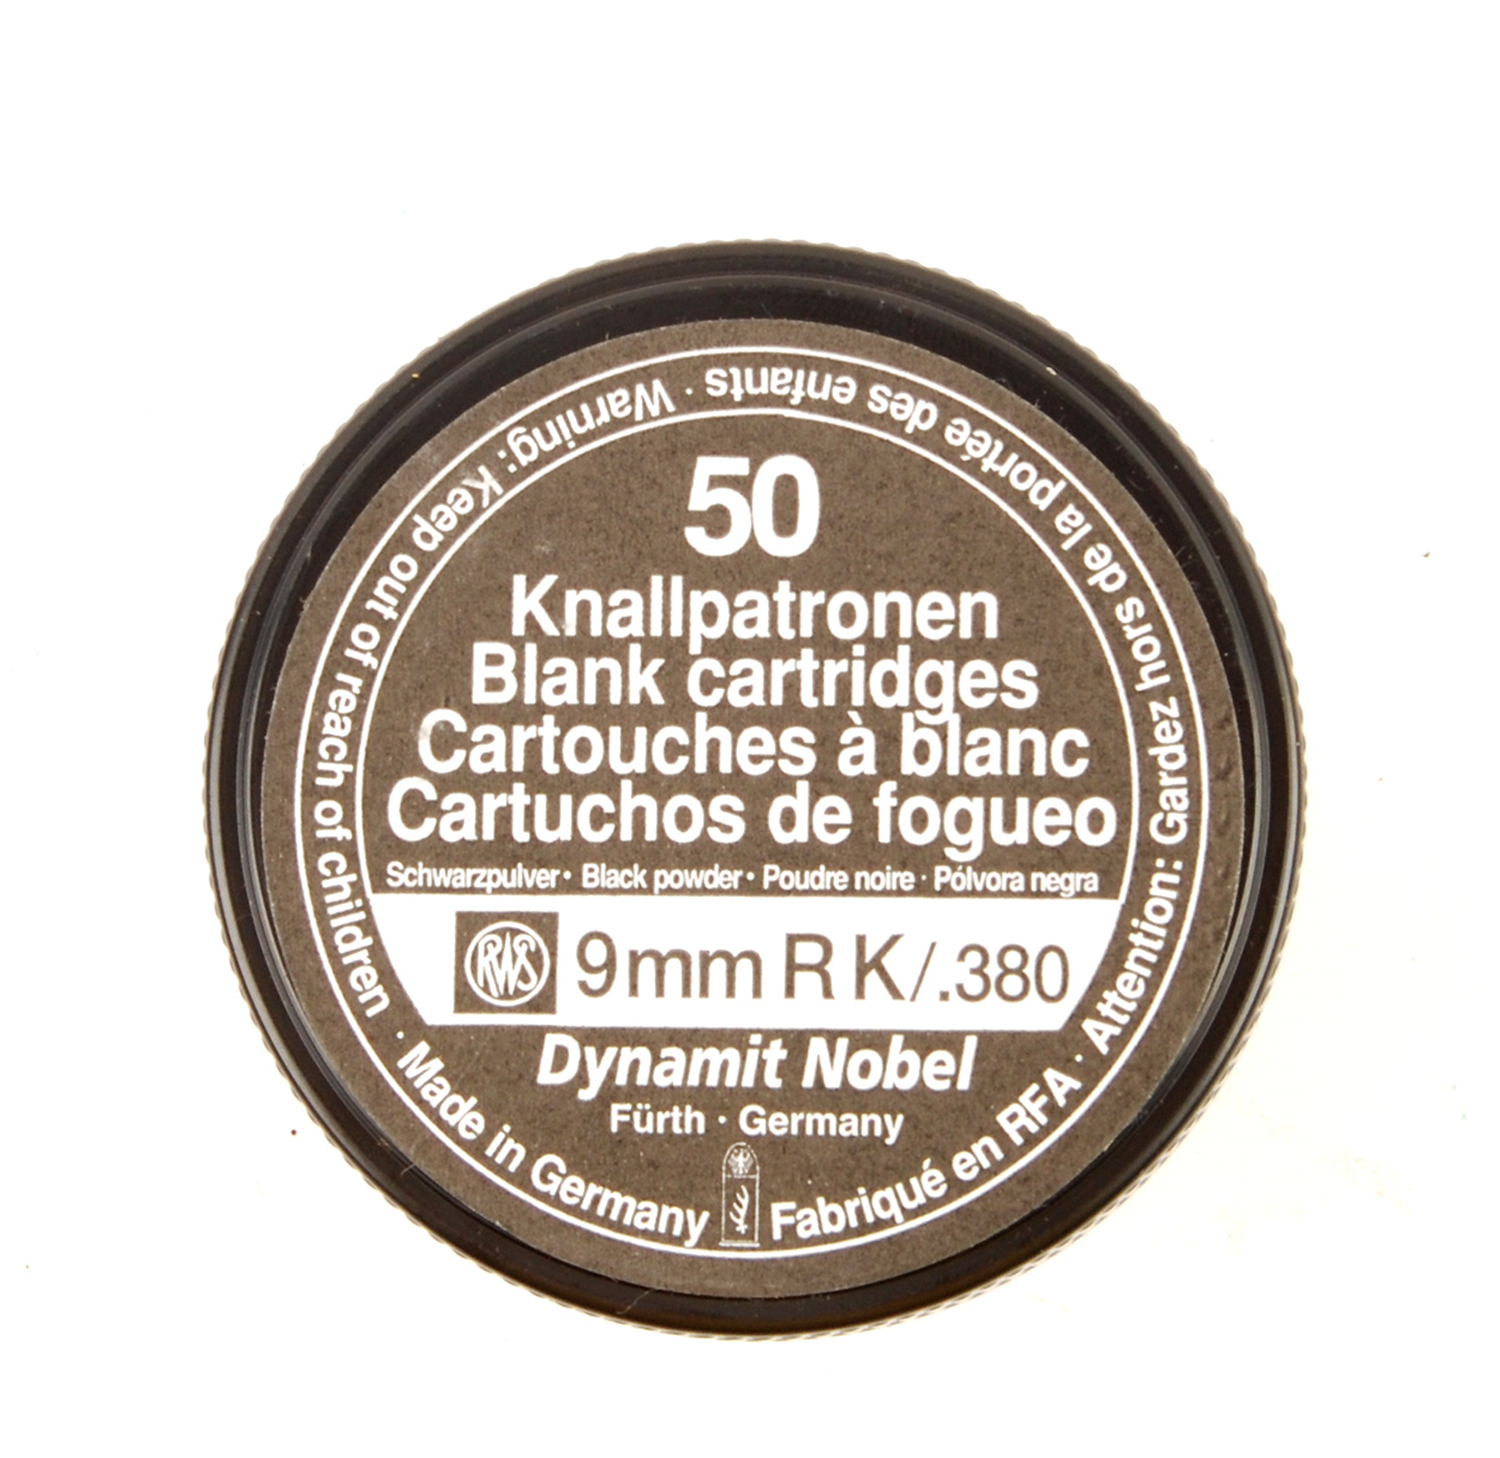 50
Knallpatronen
Blank cartridges
Cartouches à blanc
Cartuchos de fogueo
Schwarzpulver • Black powder • Poudre noire · Pólvora negra
RWS
9mm R K/.380
Dynamit Nobel
Fürth · Germany
Warning: Keep out of reach of children · Made in Germany
Fabriqué en RFA · Attention: Gardez hors de la portée des enfants ·